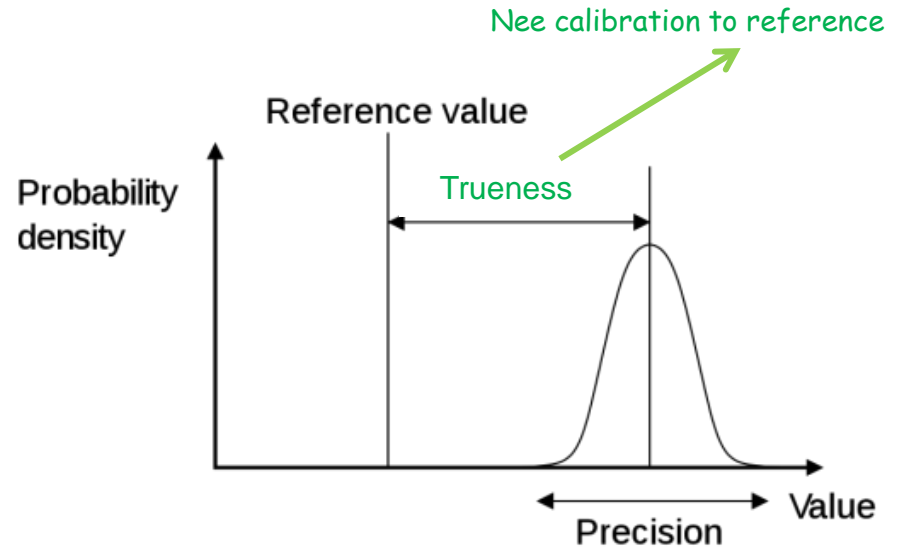 Nee calibration to reference
Reference value
Probability
density
Trueness
Value
Precision